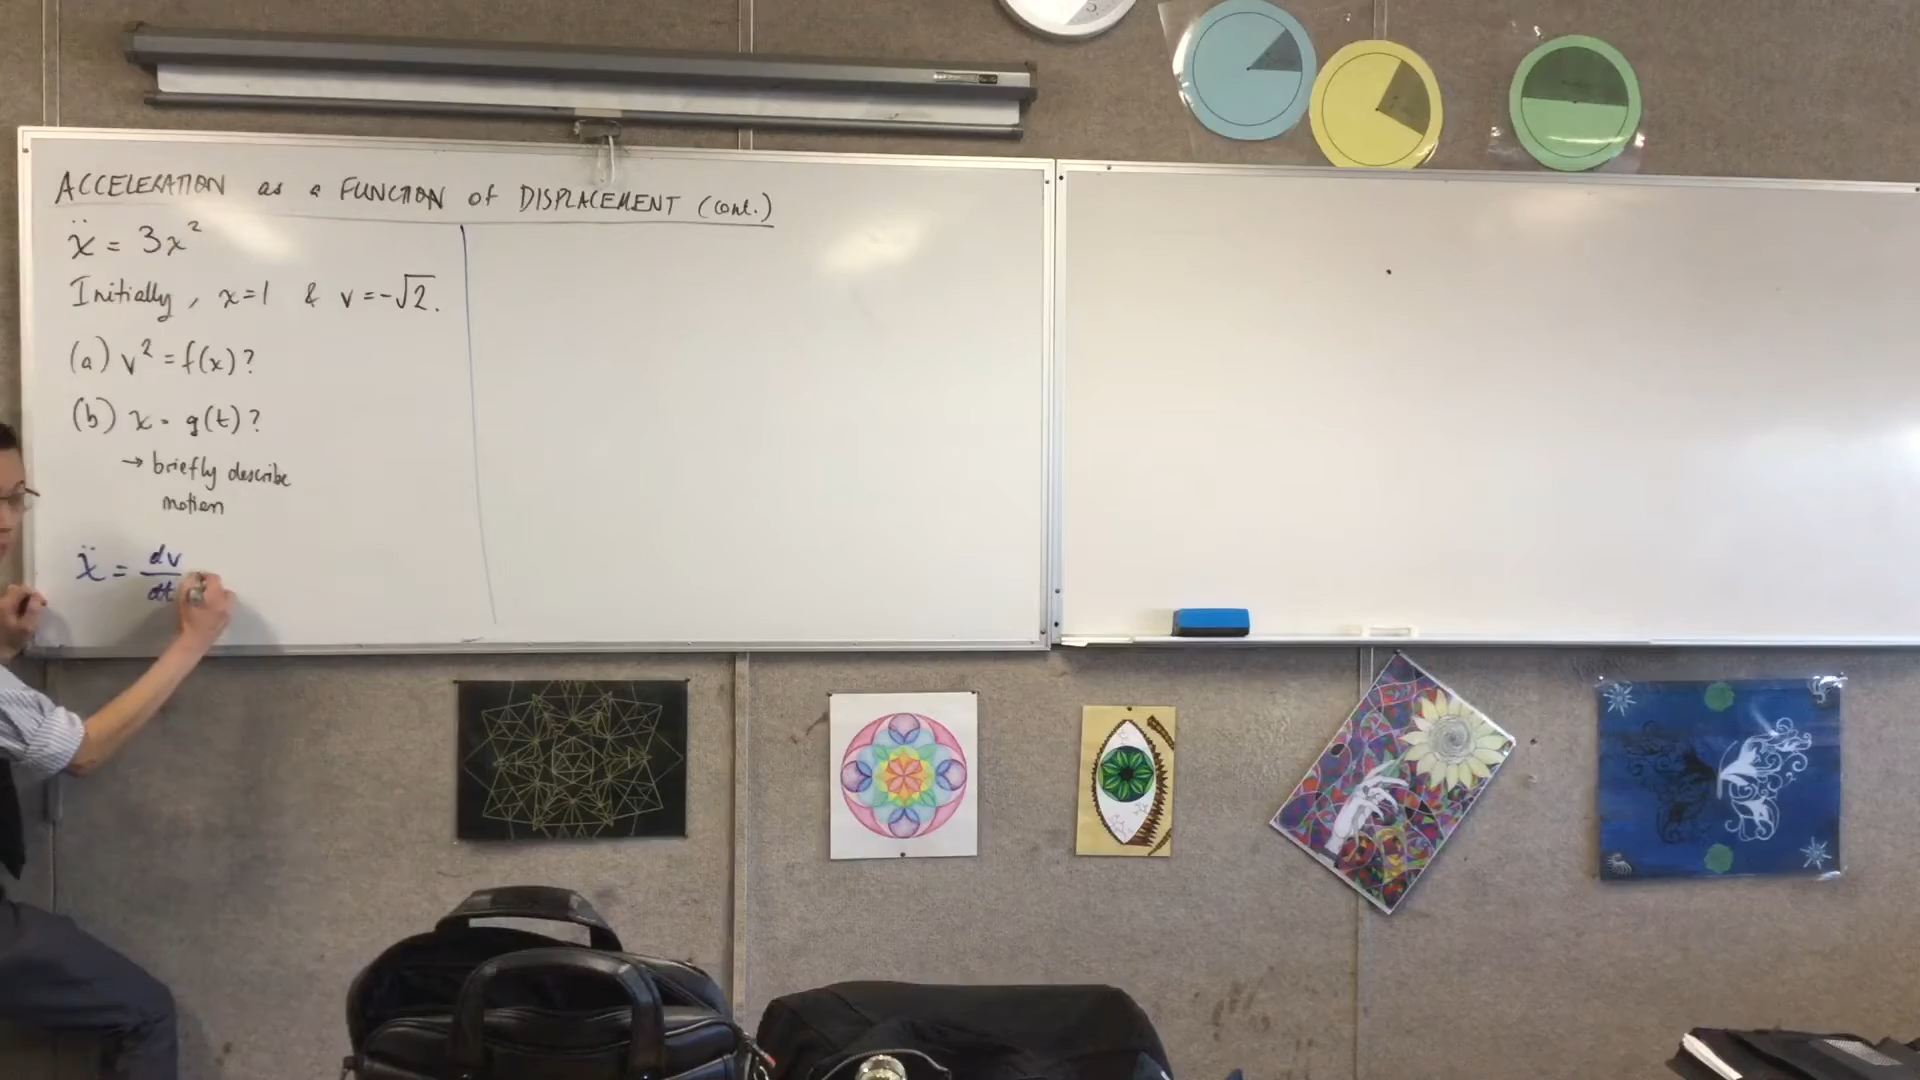 ACCELERATION as a FUNCTION of DISPLACEMENT (cont.)
ẍ = 3x²
Initially, x=1 & v=-√2.
(a) v² = f(x)?
(b) x = g(t)?
→ briefly describe
motion
ẍ = dv/dt